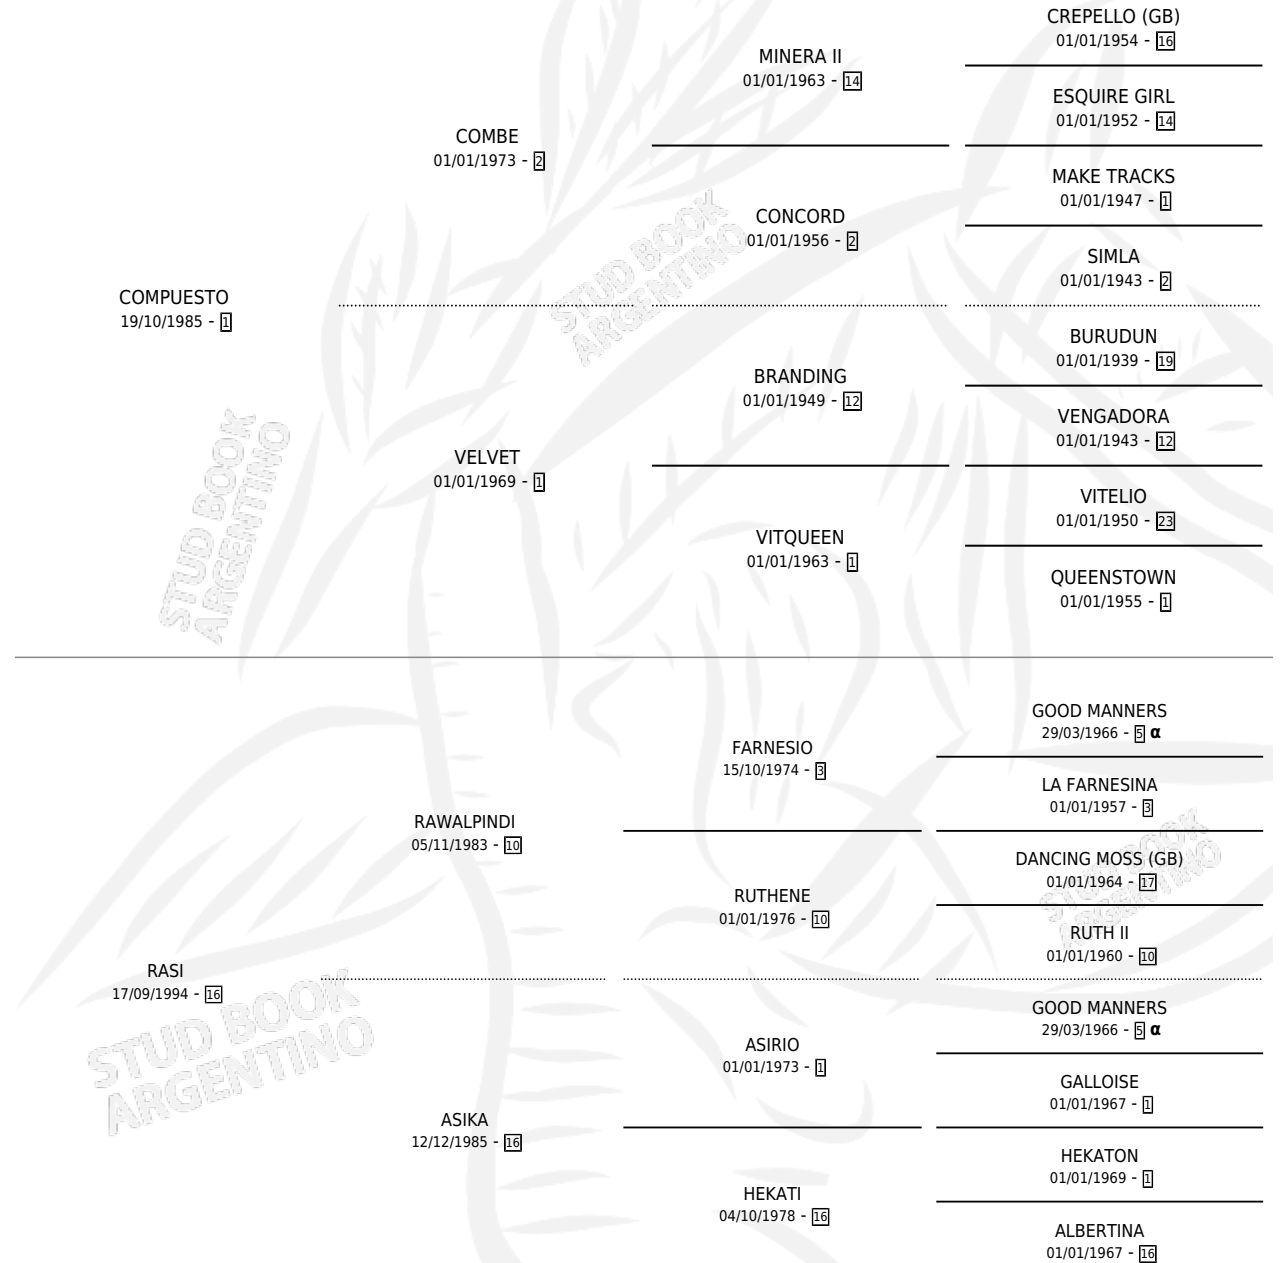 CREPELLO (GB)
01/01/1954 - 16
MINERA II
01/01/1963 - 14
ESQUIRE GIRL
01/01/1952 - 14
COMBE
01/01/1973 - 2
MAKE TRACKS
01/01/1947 - 1
CONCORD
01/01/1956 - 2
SIMLA
01/01/1943 - 2
COMPUESTO
19/10/1985 - 1
BURUDUN
01/01/1939 - 19
BRANDING
01/01/1949 - 12
VENGADORA
01/01/1943 - 12
VELVET
01/01/1969 - 1
VITELIO
01/01/1950 - 23
VITQUEEN
01/01/1963 - 1
QUEENSTOWN
01/01/1955 - 1
GOOD MANNERS
29/03/1966 - 5 α
FARNESIO
15/10/1974 - 3
LA FARNESINA
01/01/1957 - 3
RAWALPINDI
05/11/1983 - 10
DANCING MOSS (GB)
01/01/1964 - 17
RUTHENE
01/01/1976 - 10
RUTH II
01/01/1960 - 10
RASI
17/09/1994 - 16
GOOD MANNERS
29/03/1966 - 5 α
ASIRIO
01/01/1973 - 1
GALLOISE
01/01/1967 - 1
ASIKA
12/12/1985 - 16
HEKATON
01/01/1969 - 1
HEKATI
04/10/1978 - 16
ALBERTINA
01/01/1967 - 16
STUD BOOK
ARGENTINO
STUD BOOK
ARGENTINO
STUD BOOK
ARGENTINO
STUD BOOK
ARGENTINO